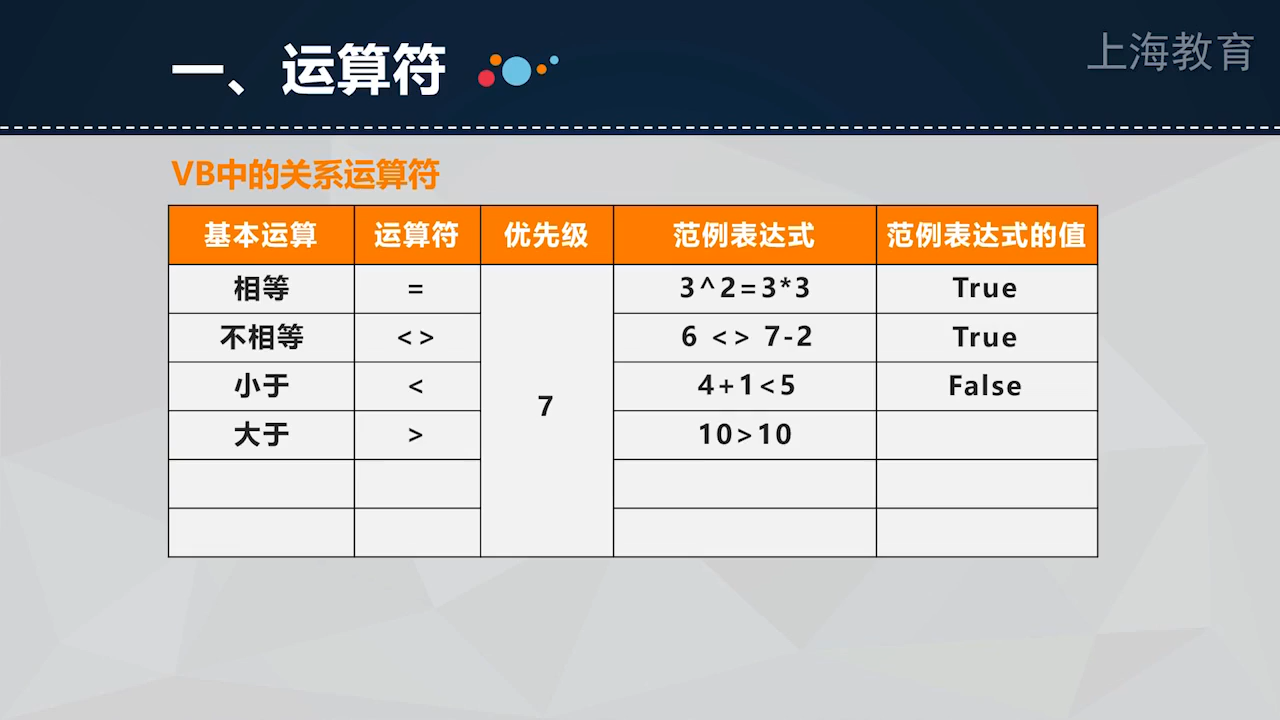 一、运算符
上海教育
VB中的关系运算符
基本运算 运算符 优先级 范例表达式 范例表达式的值
相等 = 3^2=3*3 True
不相等 <> 6 <> 7-2 True
小于 < 4+1<5 False
7
大于 > 10>10